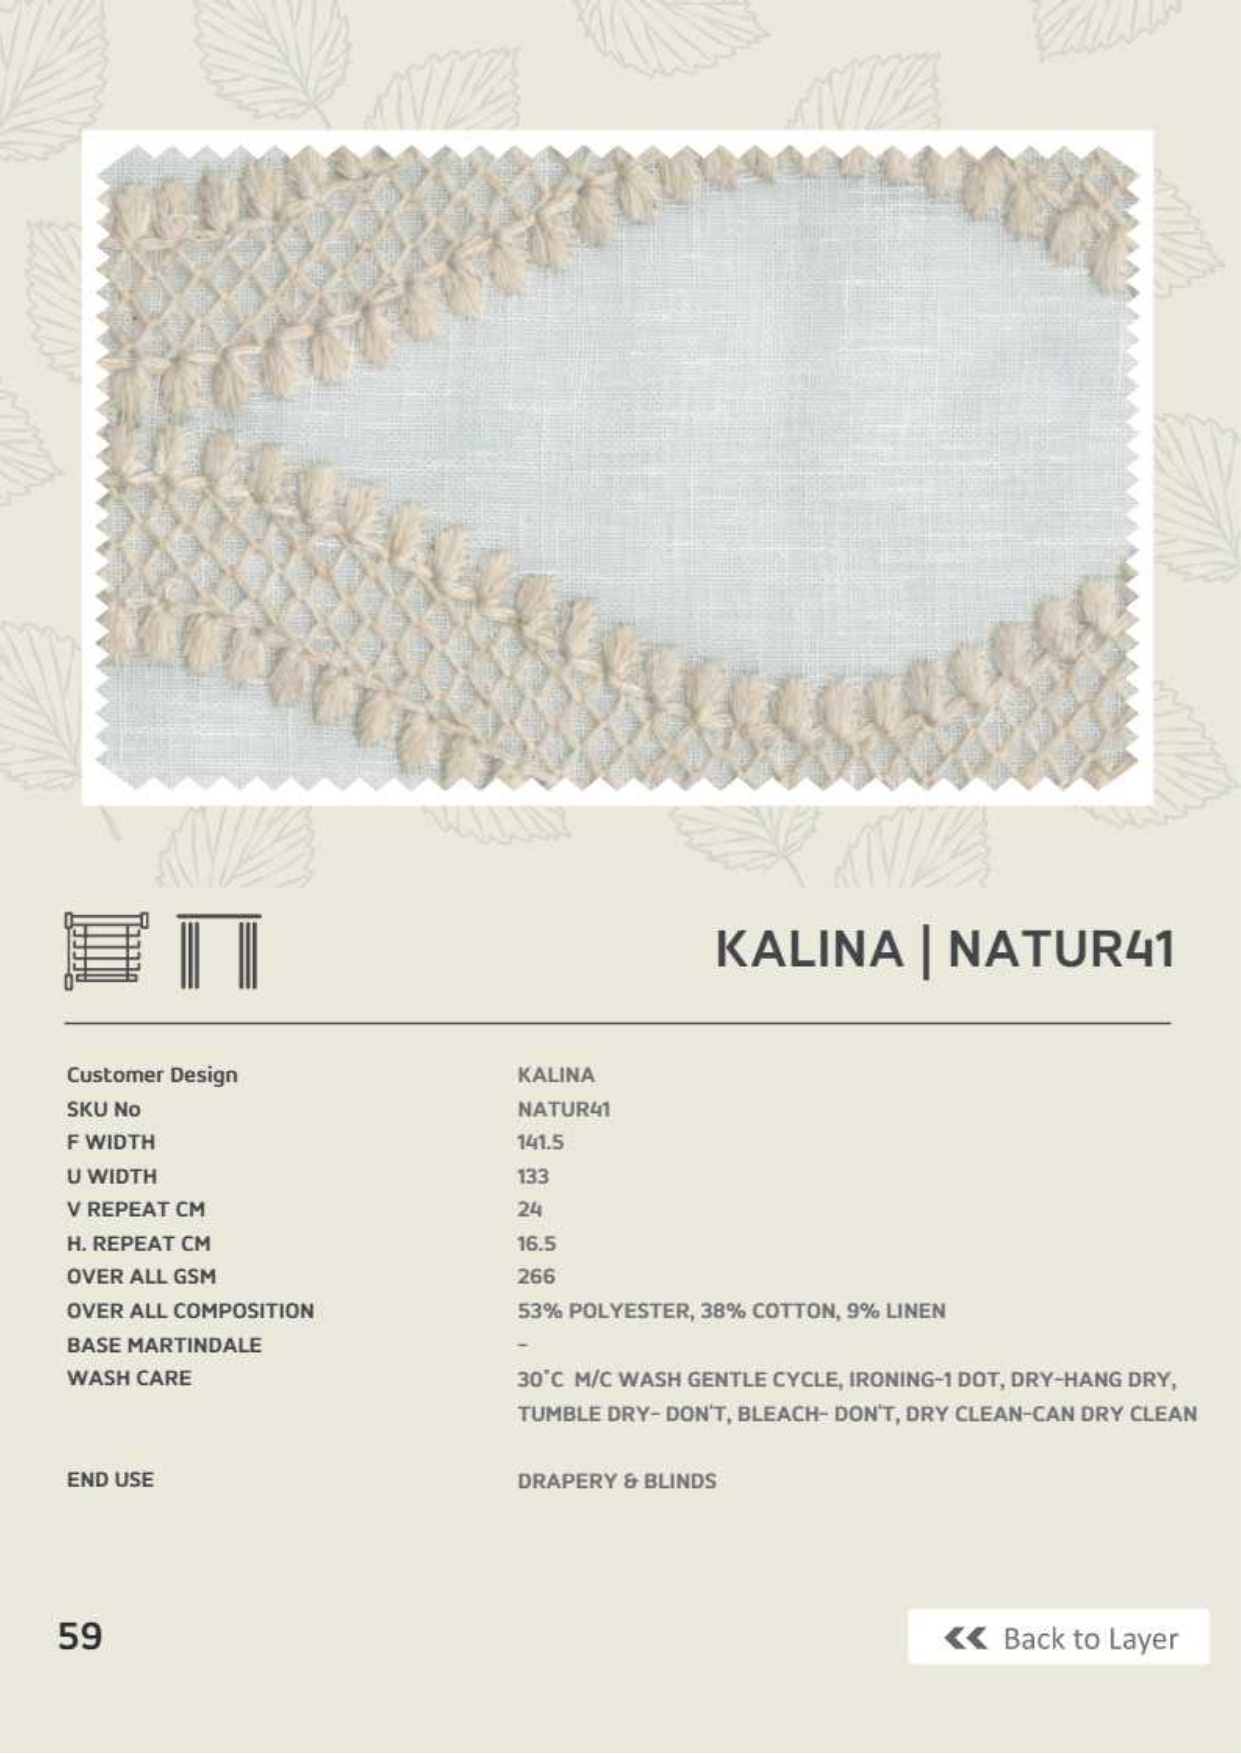 KALINA | NATUR41
Customer Design KALINA
SKU No NATUR41
F WIDTH 141.5
U WIDTH 133
V REPEAT CM 24
H. REPEAT CM 16.5
OVER ALL GSM 266
OVER ALL COMPOSITION 53% POLYESTER, 38% COTTON, 9% LINEN
BASE MARTINDALE -
WASH CARE 30°C M/C WASH GENTLE CYCLE, IRONING-1 DOT, DRY-HANG DRY,
TUMBLE DRY- DON'T, BLEACH- DON'T, DRY CLEAN-CAN DRY CLEAN
END USE DRAPERY & BLINDS
59
Back to Layer